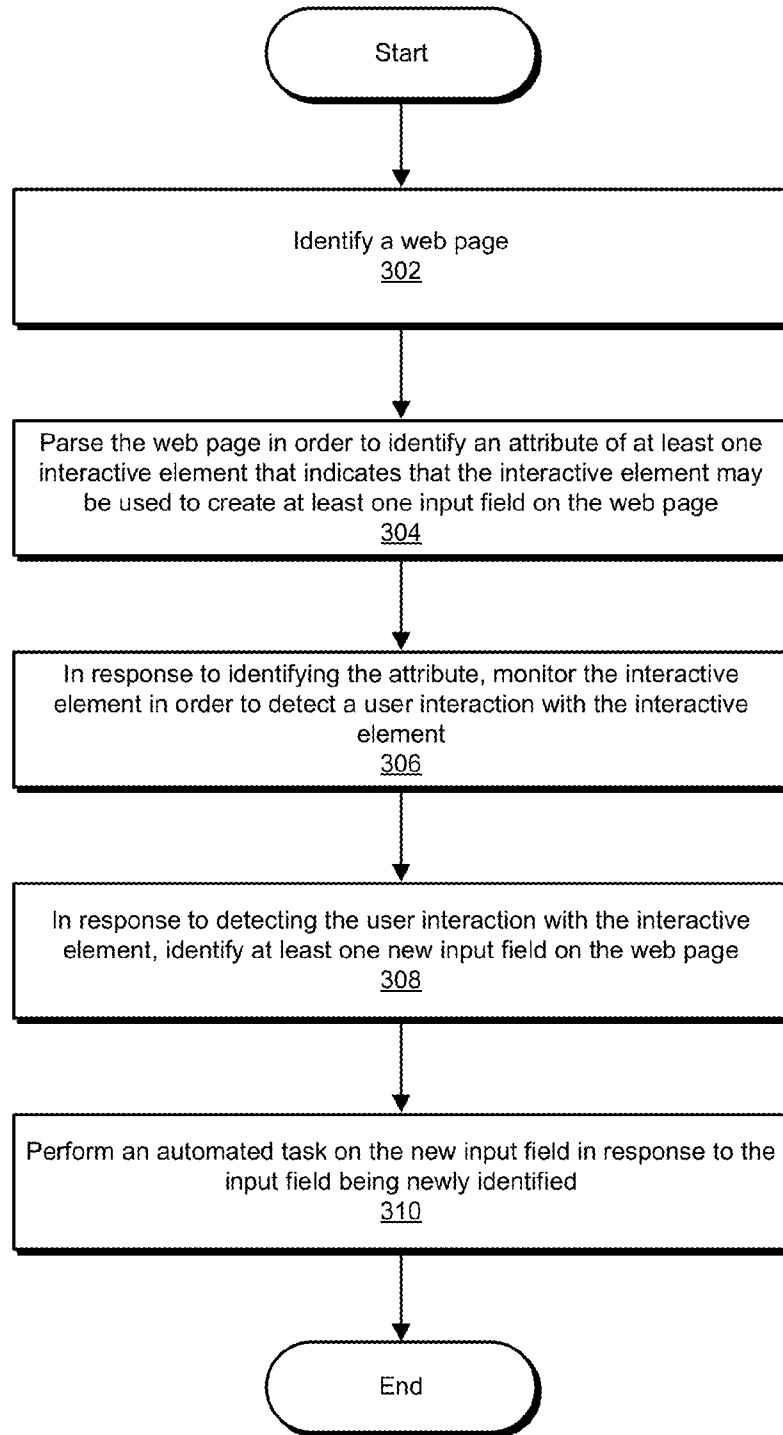 Start
Identify a web page
302
Parse the web page in order to identify an attribute of at least one
interactive element that indicates that the interactive element may
be used to create at least one input field on the web page
304
In response to identifying the attribute, monitor the interactive
element in order to detect a user interaction with the interactive
element
306
In response to detecting the user interaction with the interactive
element, identify at least one new input field on the web page
308
Perform an automated task on the new input field in response to the
input field being newly identified
310
End